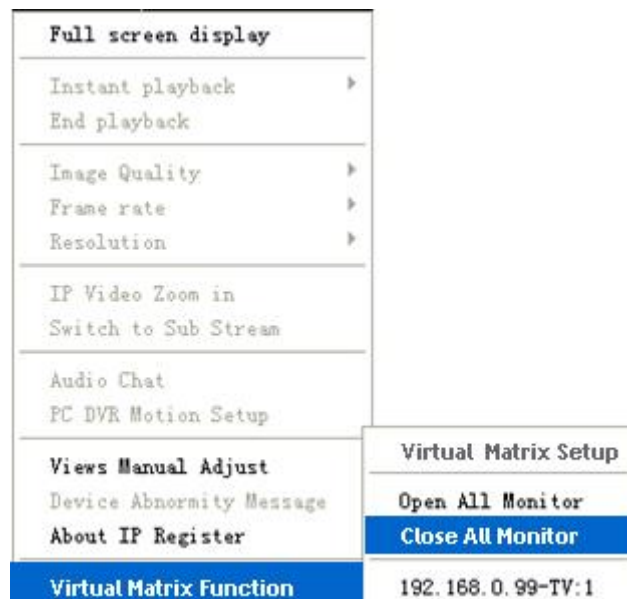 Full screen display
Instant playback
End playback
Image Quality
Frame rate
Resolution
IP Video Zoom in
Switch to Sub Stream
Audio Chat
PC DVR Motion Setup
Views Manual Adjust
Device Abnormity Message
About IP Register
Virtual Matrix Function
Virtual Matrix Setup
Open All Monitor
Close All Monitor
192.168.0.99-TV:1